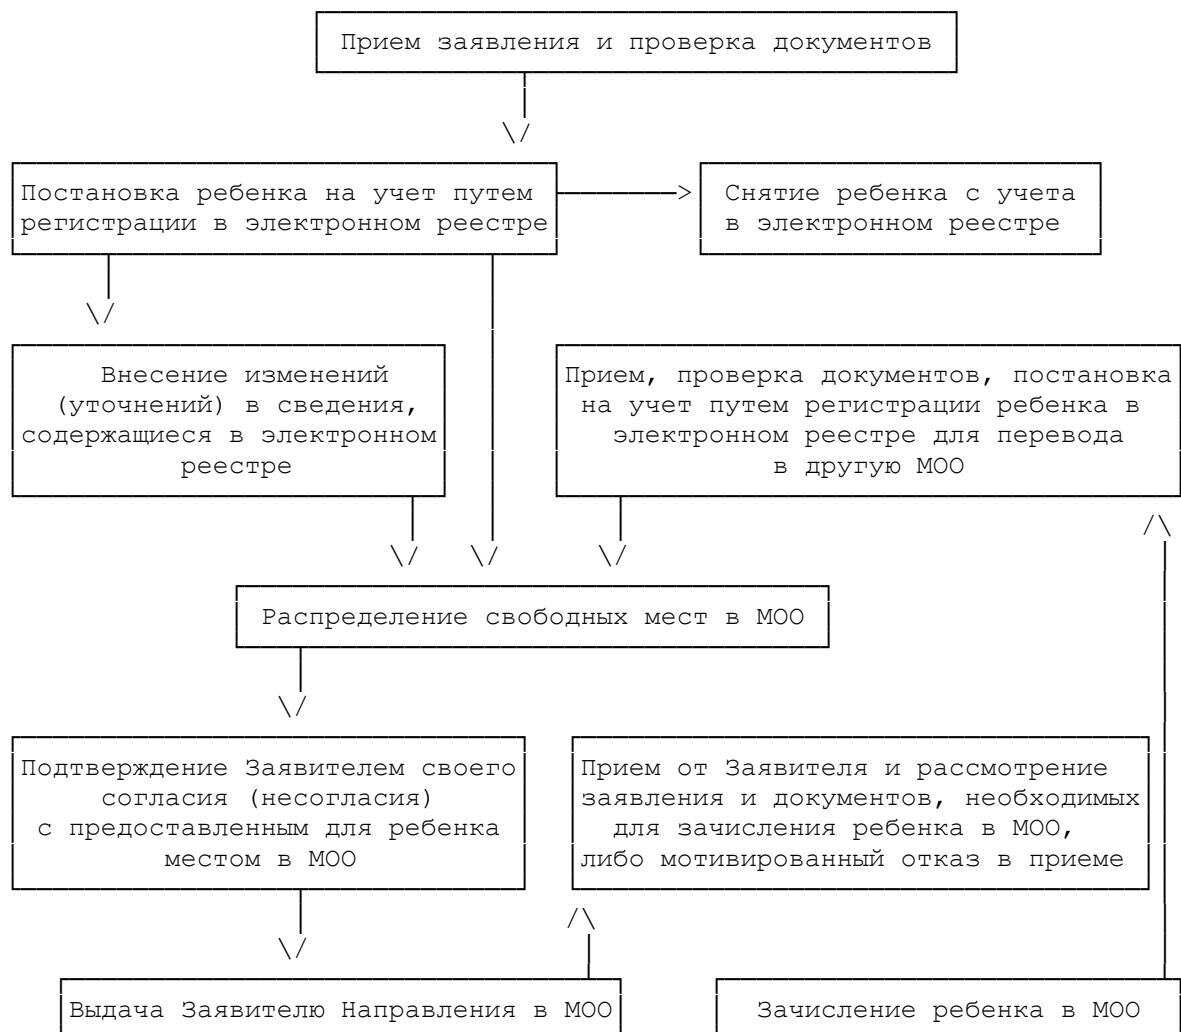 Прием заявления и проверка документов
Постановка ребенка на учет путем
регистрации в электронном реестре
Снятие ребенка с учета
в электронном реестре
Внесение изменений
(уточнений) в сведения,
содержащиеся в электронном
реестре
Прием, проверка документов, постановка
на учет путем регистрации ребенка в
электронном реестре для перевода
в другую МОО
Распределение свободных мест в МОО
Подтверждение Заявителем своего
согласия (несогласия)
с предоставленным для ребенка
местом в МОО
Прием от Заявителя и рассмотрение
заявления и документов, необходимых
для зачисления ребенка в МОО,
либо мотивированный отказ в приеме
Выдача Заявителю Направления в МОО
Зачисление ребенка в МОО